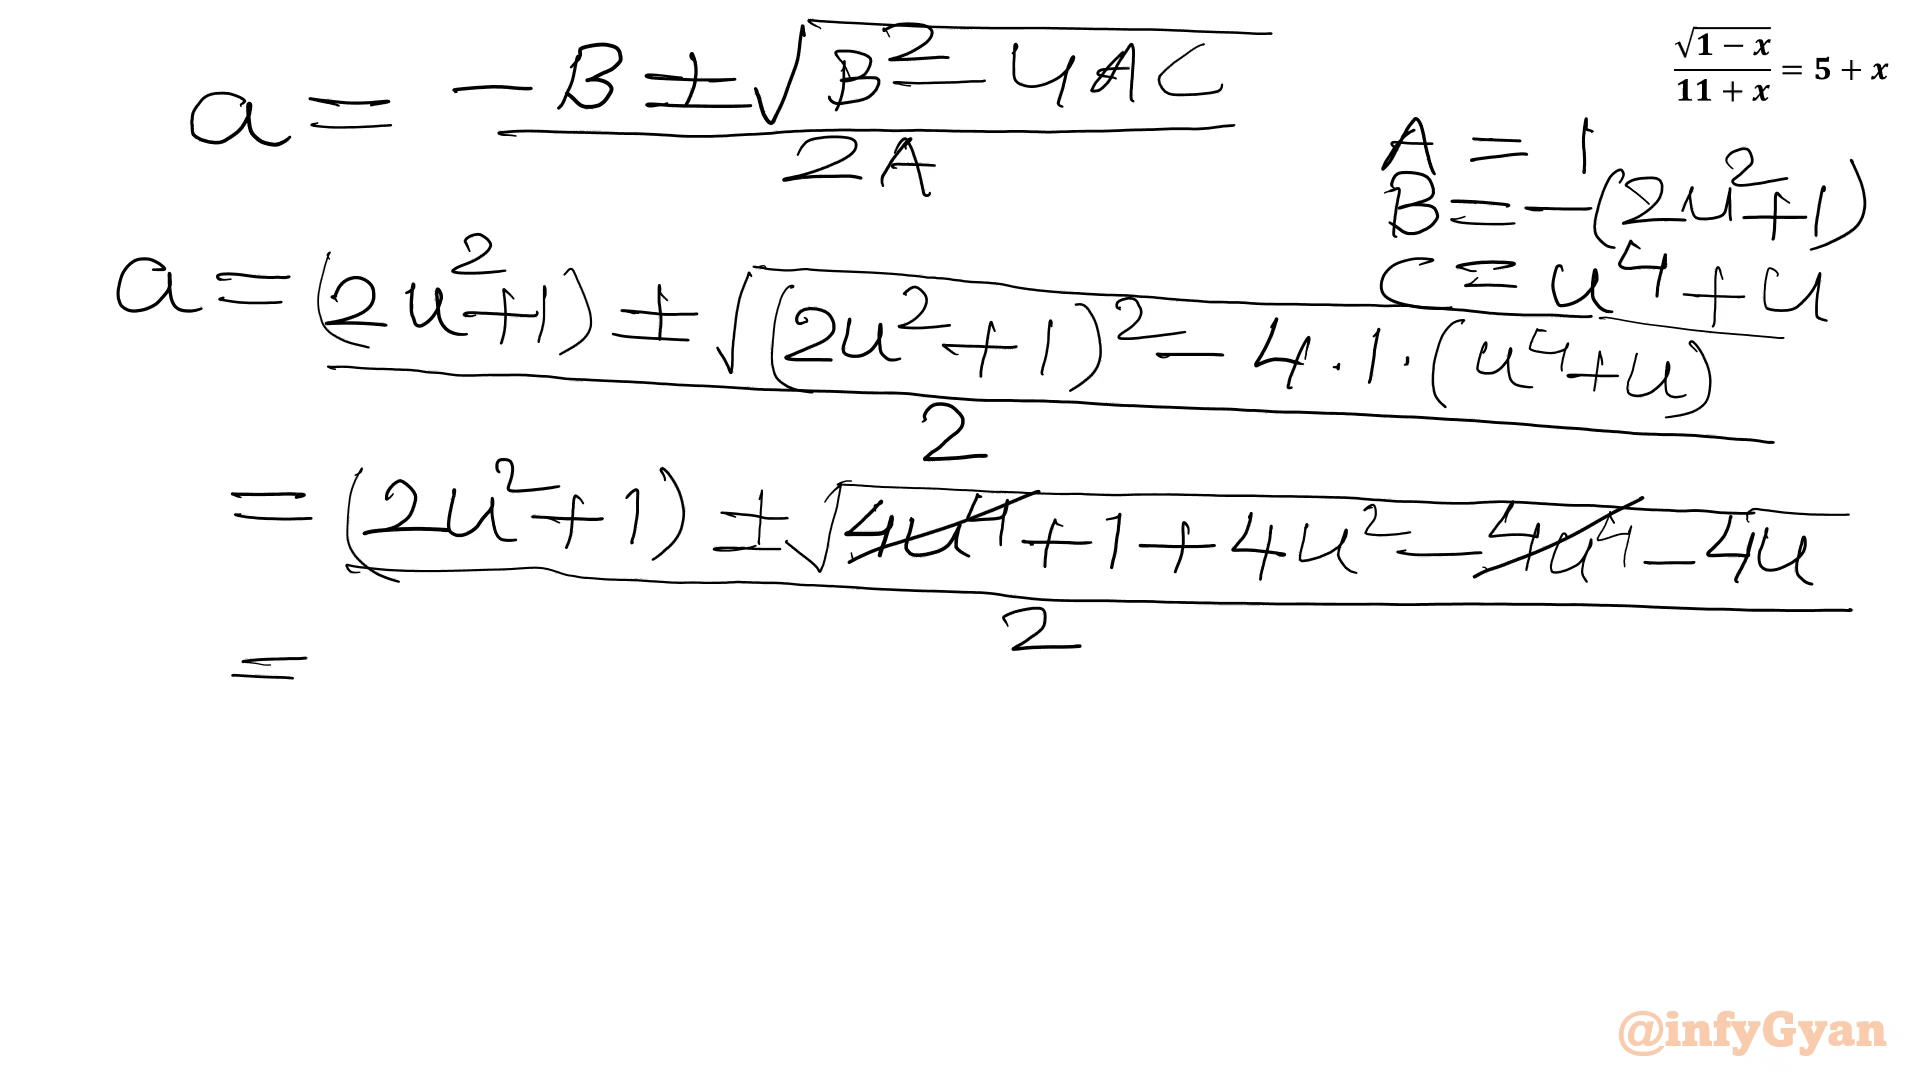 a = (-B ± √(B² - 4AC)) / 2A
(√(1 − x)) / (11 + x) = 5 + x
A = 1
B = -(2u²+1)
C = u⁴ + u
a = ((2u²+1) ± √((2u²+1)² - 4.1.(u⁴+u))) / 2
= ((2u²+1) ± √(4u⁴+1+4u²-4u⁴-4u)) / 2
=
@infyGyan